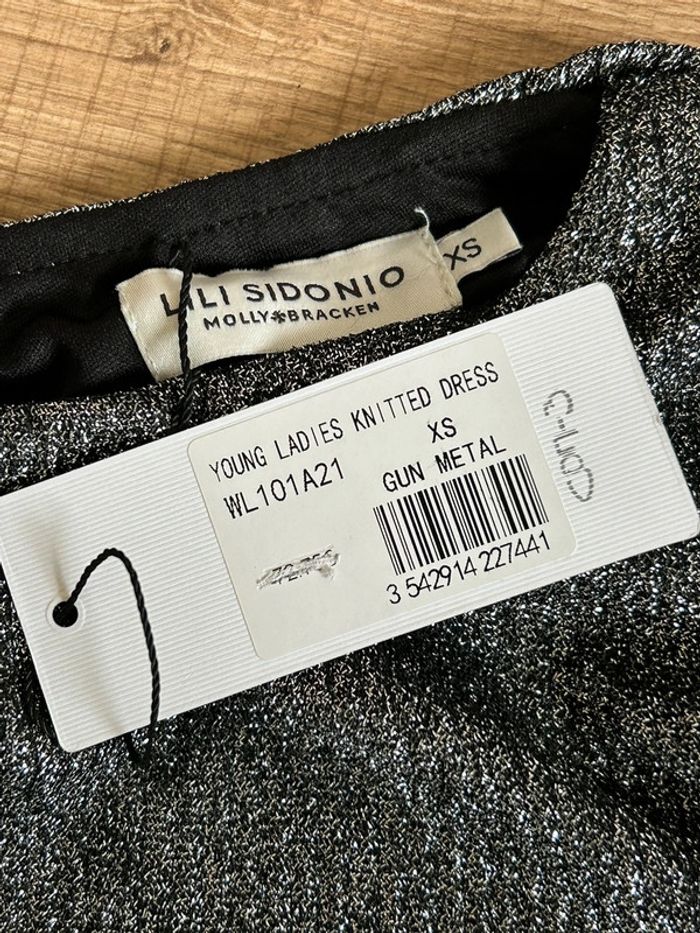 LILI SIDONIO
MOLLY BRACKEN
XS
YOUNG LADIES KNITTED DRESS
WL101A21
XS
GUN METAL
3 542914 227441